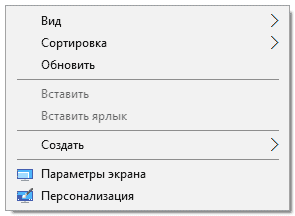 Вид
Сортировка
Обновить
Вставить
Вставить ярлык
Создать
Параметры экрана
Персонализация